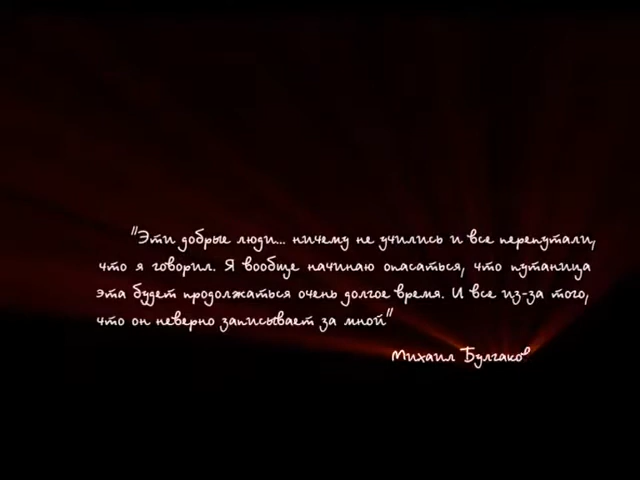 "Эти добрые люди... ничему не учились и все перепутали,
что я говорил. Я вообще начинаю опасаться, что путаница
эта будет продолжаться очень долгое время. И все из-за того,
что он неверно записывает за мной"
Михаил Булгаков